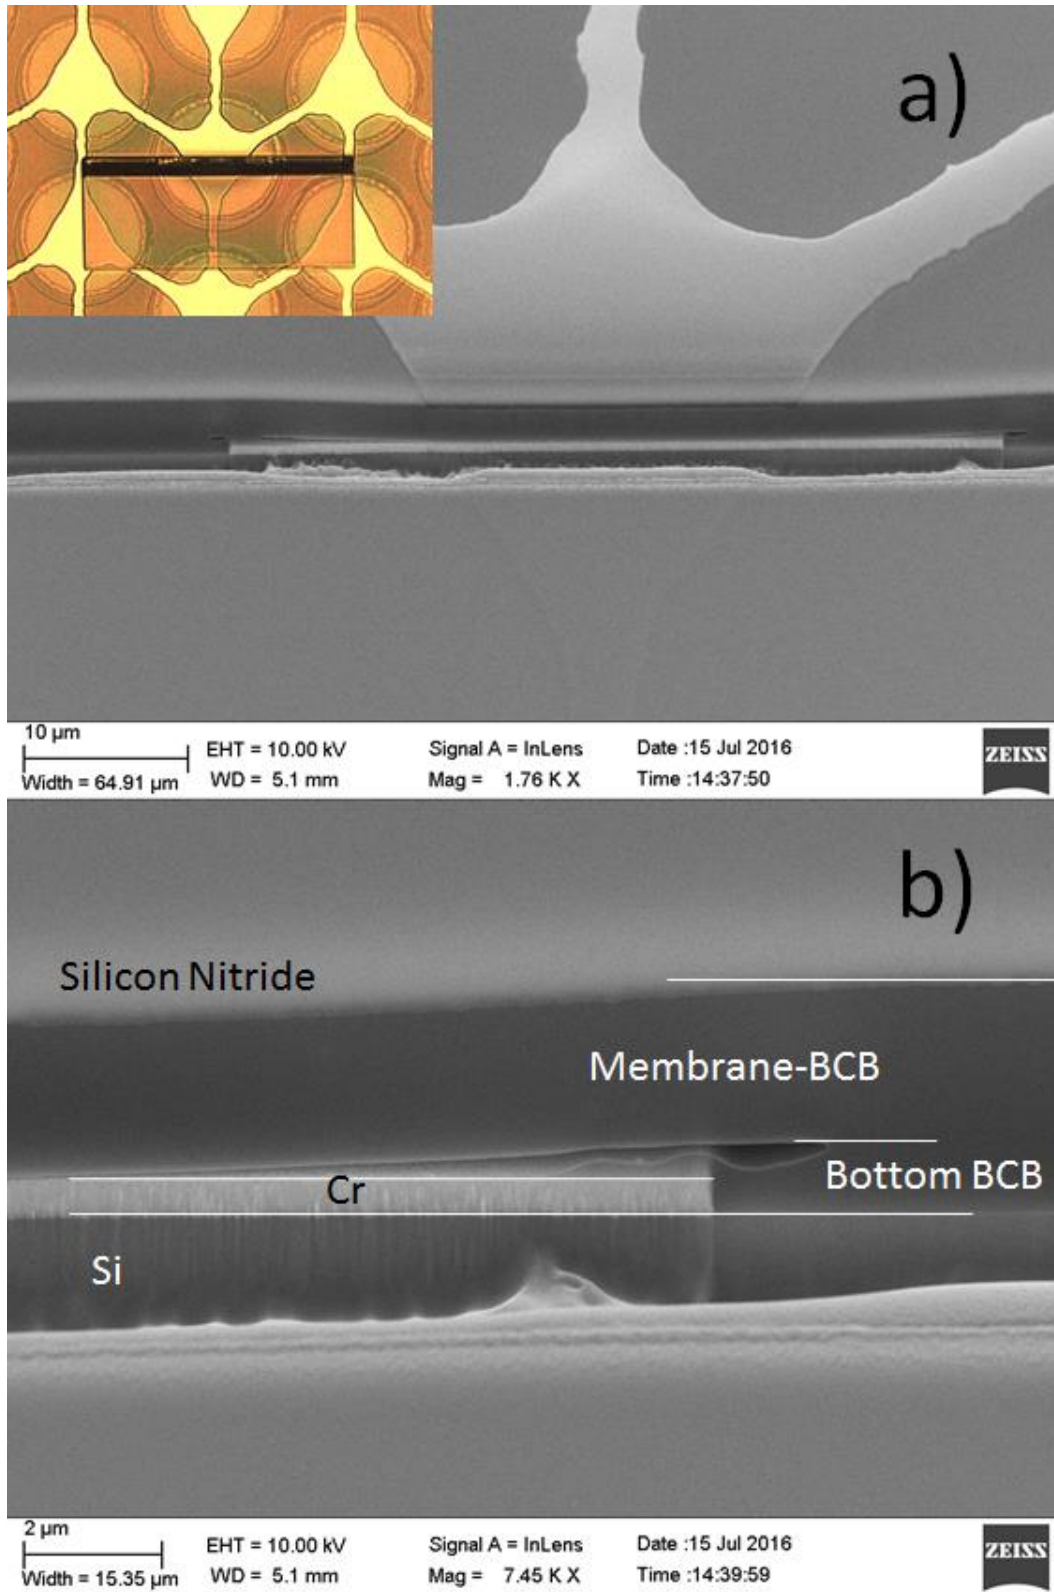 a)
10 µm
Width = 64.91 µm
EHT = 10.00 kV
WD = 5.1 mm
Signal A = InLens
Mag = 1.76 K X
Date :15 Jul 2016
Time :14:37:50
ZEISS
b)
Silicon Nitride
Membrane-BCB
Bottom BCB
Cr
Si
2 µm
Width = 15.35 µm
EHT = 10.00 kV
WD = 5.1 mm
Signal A = InLens
Mag = 7.45 K X
Date :15 Jul 2016
Time :14:39:59
ZEISS